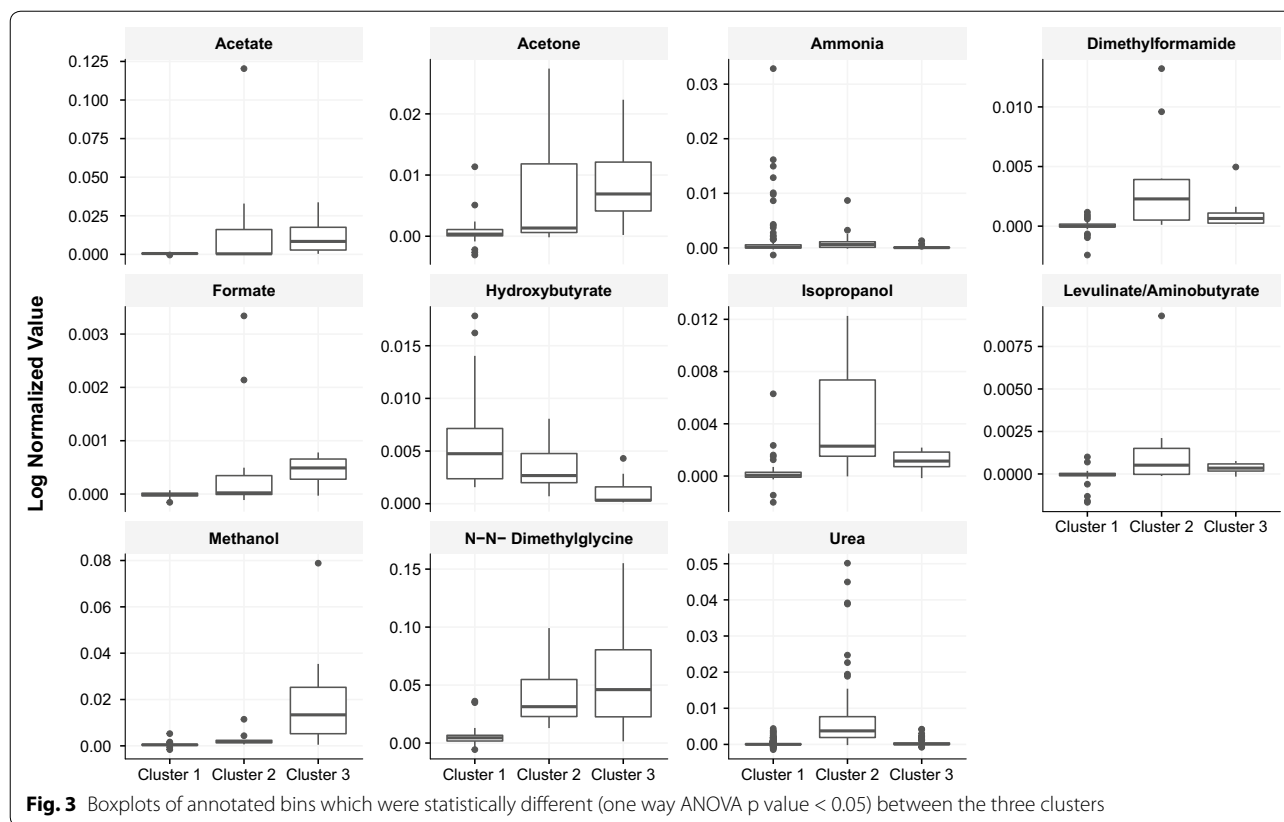 Log Normalized Value
Acetate
0.125
0.100
0.075
0.050
0.025
0.000
Acetone
0.02
0.01
0.00
Ammonia
0.03
0.02
0.01
0.00
Dimethylformamide
0.010
0.005
0.000
Formate
0.003
0.002
0.001
0.000
Hydroxybutyrate
0.015
0.010
0.005
0.000
Isopropanol
0.012
0.008
0.004
0.000
Levulinate/Aminobutyrate
0.0075
0.0050
0.0025
0.0000
Cluster 1 Cluster 2 Cluster 3
Methanol
0.08
0.06
0.04
0.02
0.00
Cluster 1 Cluster 2 Cluster 3
N−N− Dimethylglycine
0.15
0.10
0.05
0.00
Cluster 1 Cluster 2 Cluster 3
Urea
0.05
0.04
0.03
0.02
0.01
0.00
Cluster 1 Cluster 2 Cluster 3
Fig. 3 Boxplots of annotated bins which were statistically different (one way ANOVA p value < 0.05) between the three clusters